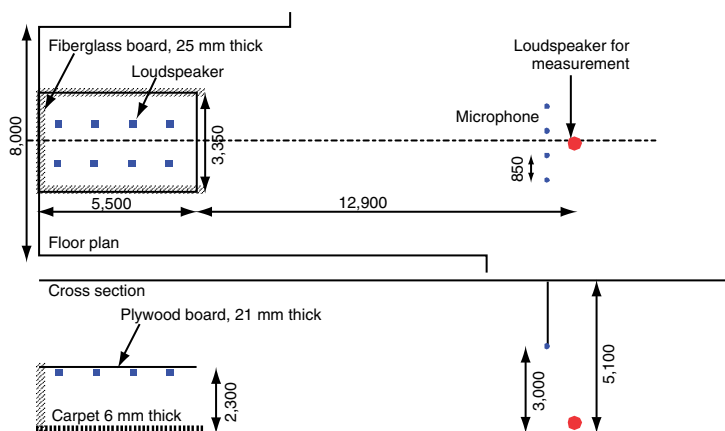 Fiberglass board, 25 mm thick
Loudspeaker
Loudspeaker for
measurement
Microphone
8,000
3,350
850
5,500
12,900
Floor plan
Cross section
Plywood board, 21 mm thick
2,300
3,000
5,100
Carpet 6 mm thick